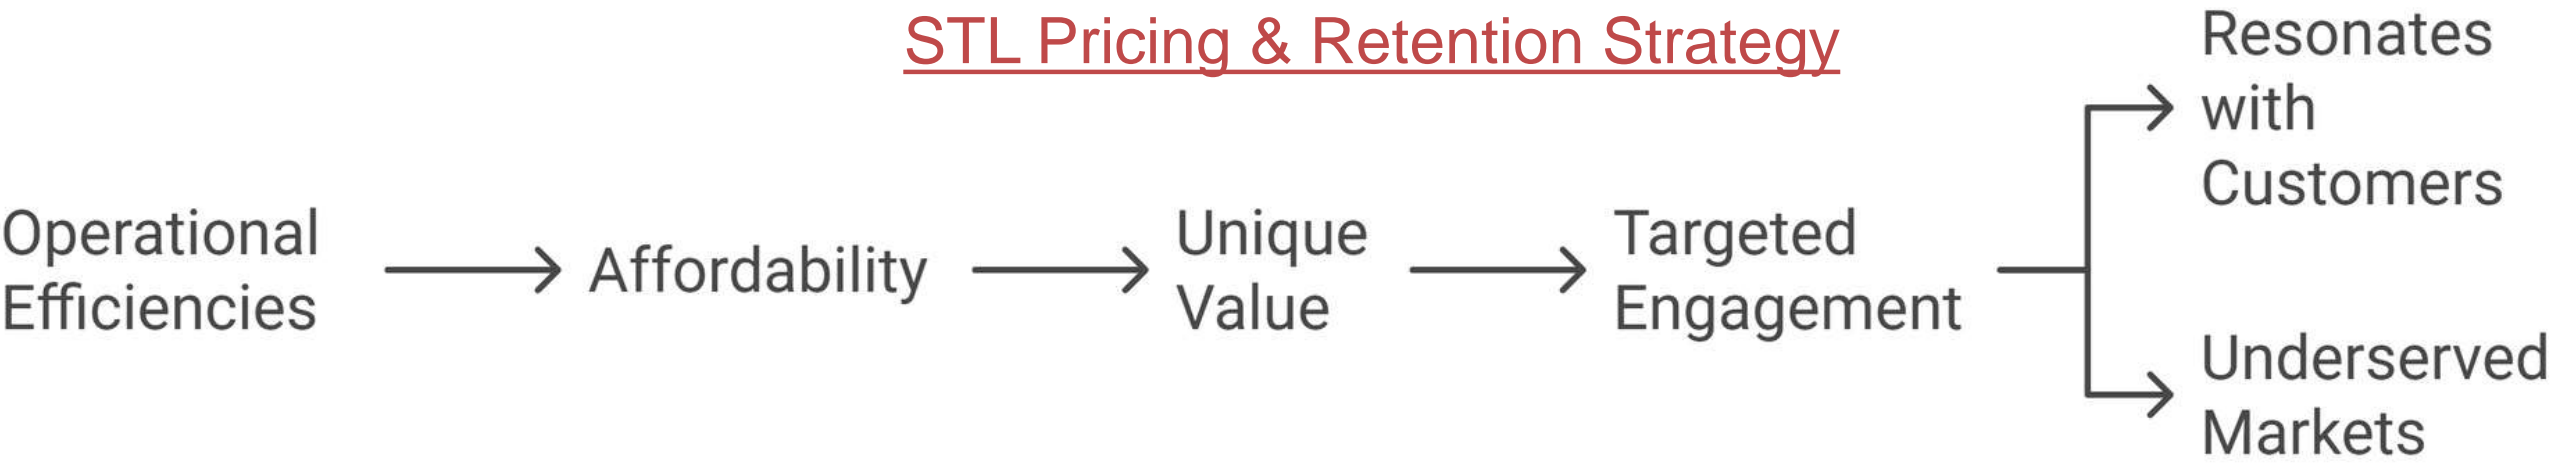 STL Pricing & Retention Strategy
Operational
Efficiencies
Affordability
Unique
Value
Targeted
Engagement
Resonates
with
Customers
Underserved
Markets